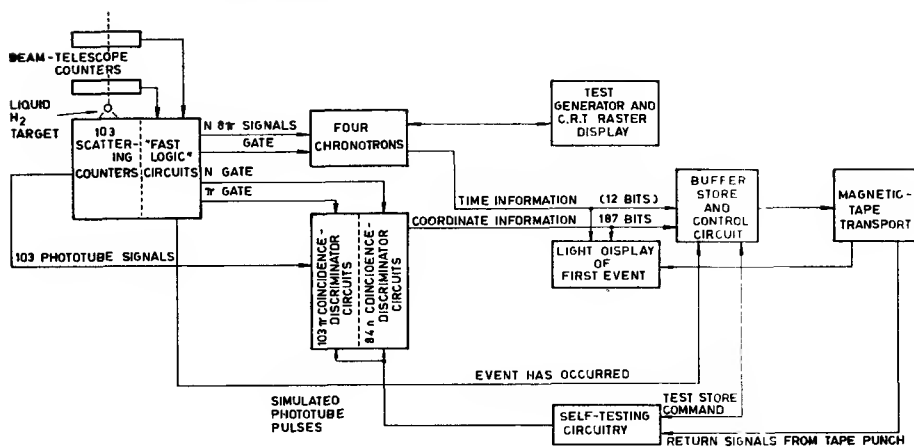 BEAM-TELESCOPE
COUNTERS
LIQUID
H2
TARGET
103
SCATTER-
ING
COUNTERS
"FAST
LOGIC"
CIRCUITS
N 8π SIGNALS
GATE
N GATE
π GATE
FOUR
CHRONOTRONS
TEST
GENERATOR AND
C.R.T RASTER
DISPLAY
TIME INFORMATION (12 BITS)
COORDINATE INFORMATION 187 BITS
BUFFER
STORE
AND
CONTROL
CIRCUIT
MAGNETIC-
TAPE
TRANSPORT
LIGHT DISPLAY
OF
FIRST EVENT
103 PHOTOTUBE SIGNALS
103 π COINCIDENCE-
DISCRIMINATOR
CIRCUITS
84 n COINCIDENCE-
DISCRIMINATOR
CIRCUITS
EVENT HAS OCCURRED
SIMULATED
PHOTOTUBE
PULSES
SELF-TESTING
CIRCUITRY
TEST STORE
COMMAND
RETURN SIGNALS FROM TAPE PUNCH